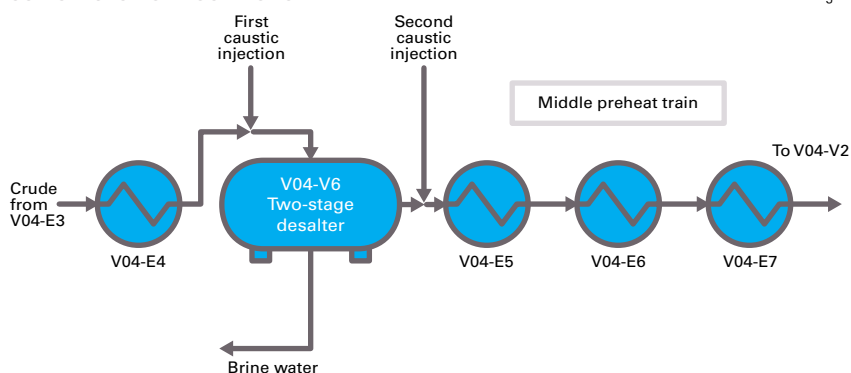 First
caustic
injection
Second
caustic
injection
Middle preheat train
To V04-V2
Crude
from
V04-E3
V04-V6
Two-stage
desalter
V04-E4
V04-E5
V04-E6
V04-E7
Brine water